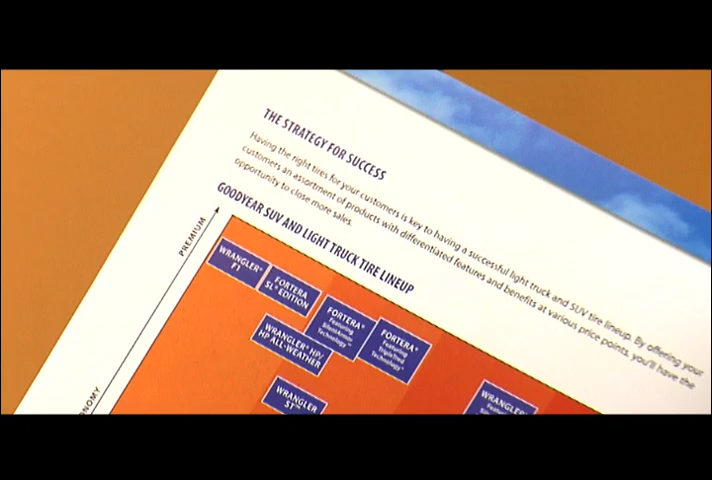 THE STRATEGY FOR SUCCESS
Having the right tires for your customers is key to having a successful light truck and SUV tire lineup. By offering your
customers an assortment of products with differentiated features and benefits at various price points, you'll have the
opportunity to close more sales.
GOODYEAR SUV AND LIGHT TRUCK TIRE LINEUP
PREMIUM
WRANGLER®
F1
FORTERA
SL® EDITION
FORTERA®
Featuring
SilentArmor
Technology™
FORTERA®
Featuring
TripleTred
Technology™
WRANGLER® HP/
HP ALL-WEATHER
WRANGLER
ST™
WRANGLER
Featuring
NOMY